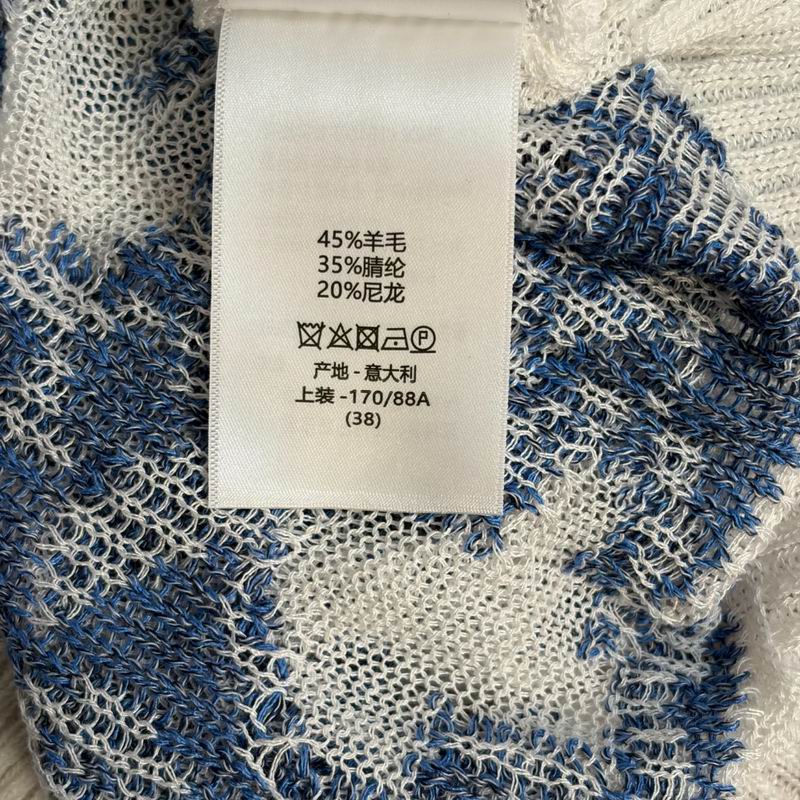 45%羊毛
35%腈纶
20%尼龙
P
产地 - 意大利
上装 -170/88A
(38)